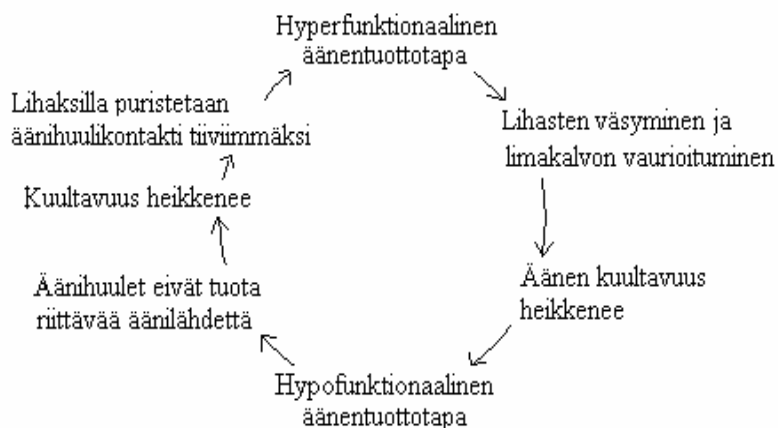 Hyperfunktionaalinen
äänentuottotapa
Lihasten väsyminen ja
limakalvon vaurioituminen
Äänen kuultavuus
heikkenee
Hypofunktionaalinen
äänentuottotapa
Äänihuulet eivät tuota
riittävää äänilähdettä
Kuultavuus heikkenee
Lihaksilla puristetaan
äänihuulikontakti tiiviimmäksi